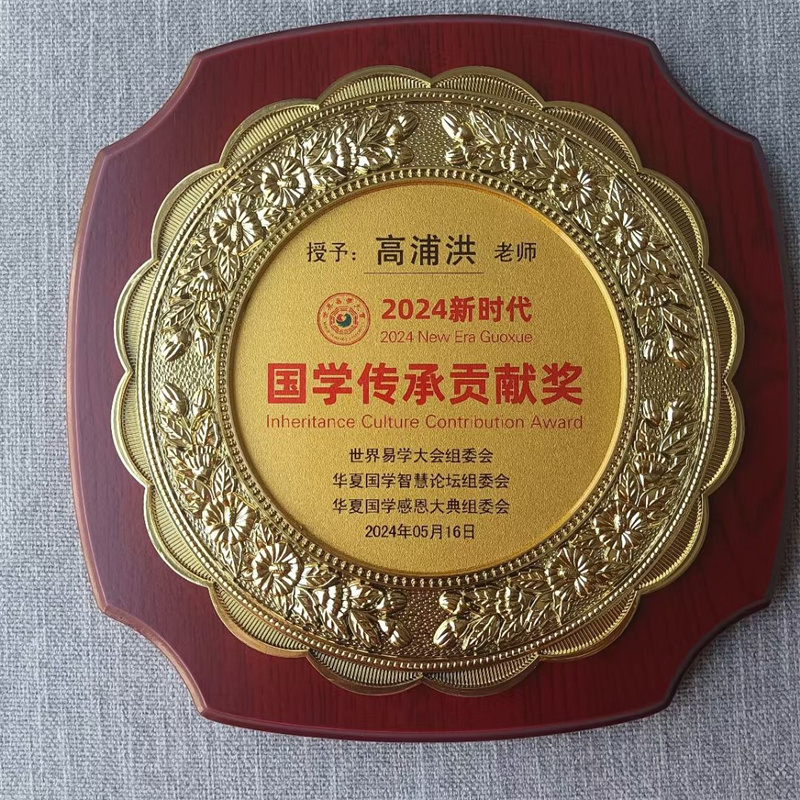 授予：高浦洪 老师
2024新时代
2024 New Era Guoxue
国学传承贡献奖
Inheritance Culture Contribution Award
世界易学大会组委会
华夏国学智慧论坛组委会
华夏国学感恩大典组委会
2024年05月16日